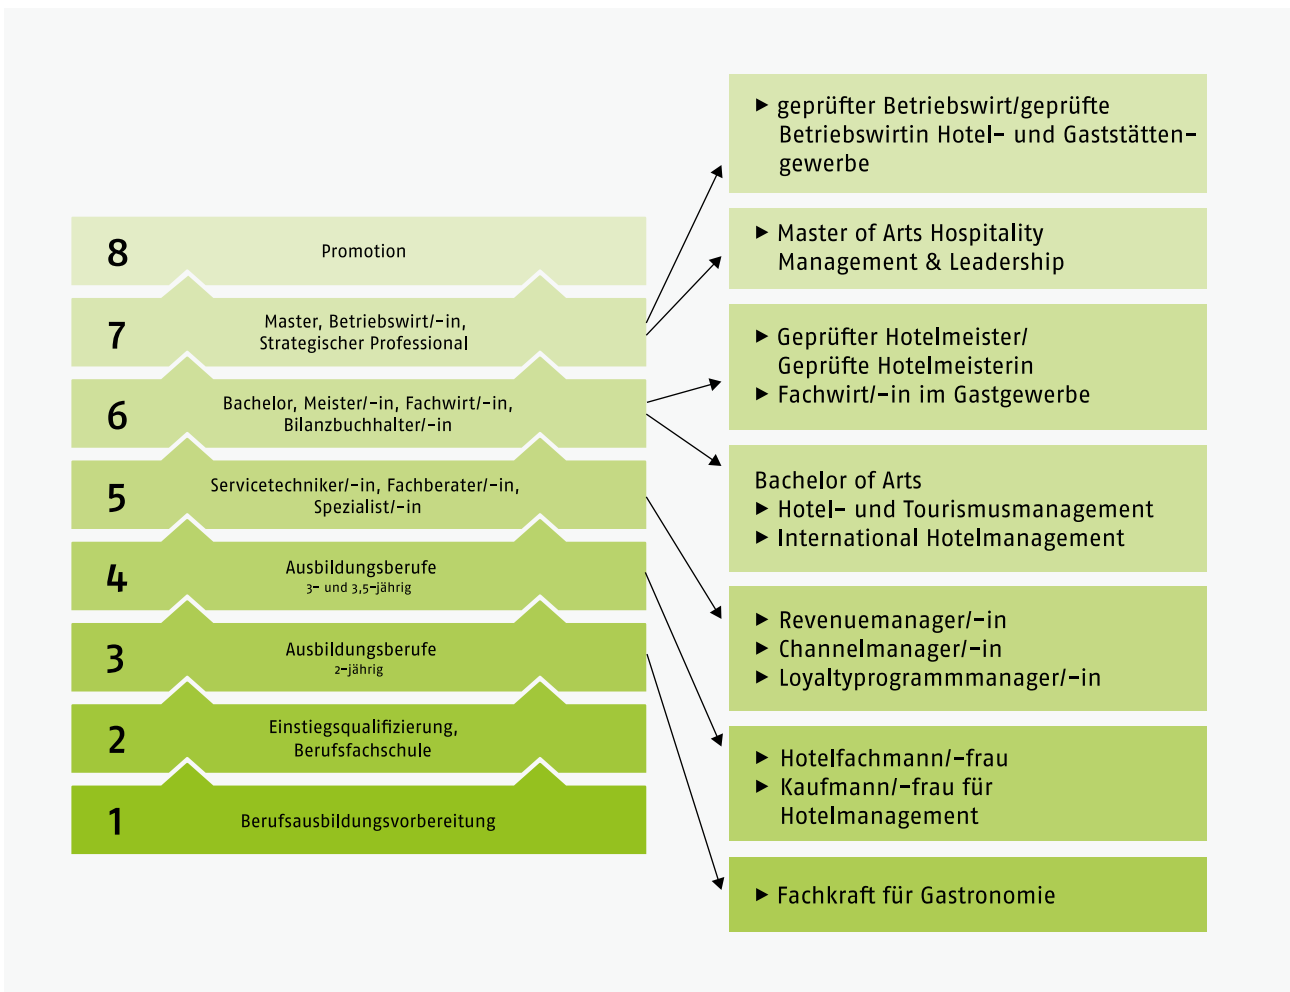 8
Promotion
7
Master, Betriebswirt/-in,
Strategischer Professional
6
Bachelor, Meister/-in, Fachwirt/-in,
Bilanzbuchhalter/-in
5
Servicetechniker/-in, Fachberater/-in,
Spezialist/-in
4
Ausbildungsberufe
3- und 3,5-jährig
3
Ausbildungsberufe
2-jährig
2
Einstiegsqualifizierung,
Berufsfachschule
1
Berufsausbildungsvorbereitung
▶ geprüfter Betriebswirt/geprüfte
Betriebswirtin Hotel- und Gaststätten-
gewerbe
▶ Master of Arts Hospitality
Management & Leadership
▶ Geprüfter Hotelmeister/
Geprüfte Hotelmeisterin
▶ Fachwirt/-in im Gastgewerbe
Bachelor of Arts
▶ Hotel- und Tourismusmanagement
▶ International Hotelmanagement
▶ Revenuemanager/-in
▶ Channelmanager/-in
▶ Loyaltyprogrammmanager/-in
▶ Hotelfachmann/-frau
▶ Kaufmann/-frau für
Hotelmanagement
▶ Fachkraft für Gastronomie